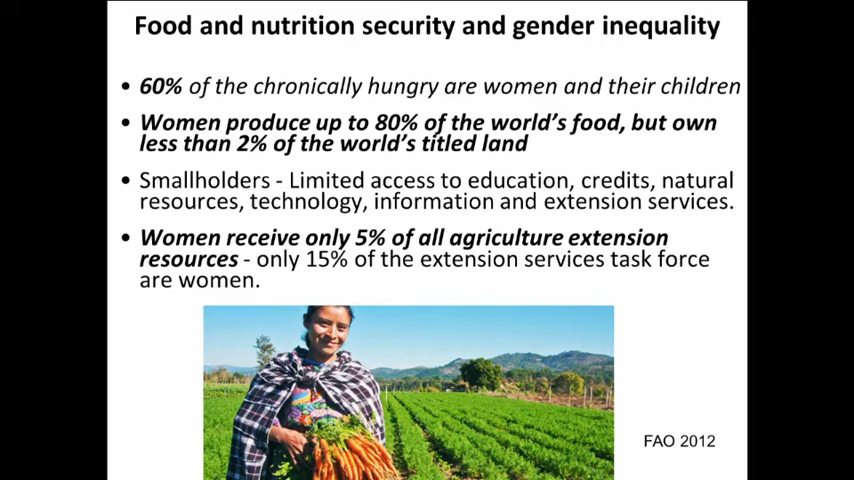 Food and nutrition security and gender inequality
• 60% of the chronically hungry are women and their children
• Women produce up to 80% of the world's food, but own
less than 2% of the world's titled land
• Smallholders - Limited access to education, credits, natural
resources, technology, information and extension services.
• Women receive only 5% of all agriculture extension
resources - only 15% of the extension services task force
are women.
FAO 2012